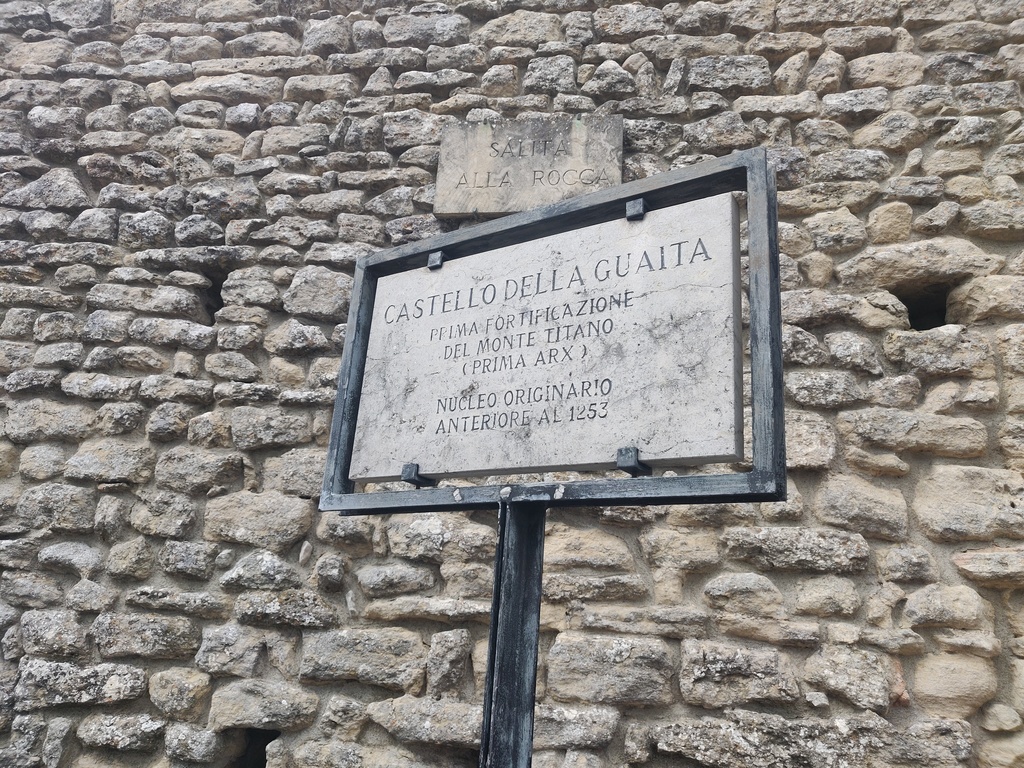 SALITA
ALLA ROCCA
CASTELLO DELLA GUAITA
PRIMA FORTIFICAZIONE
DEL MONTE TITANO
(PRIMA ARX)
NUCLEO ORIGINARIO
ANTERIORE AL 1253